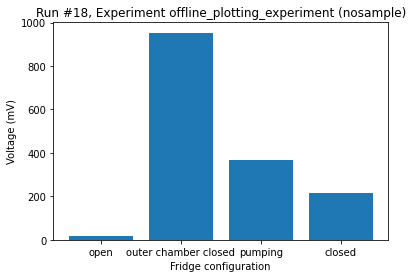 Run #18, Experiment offline_plotting_experiment (nosample)
1000
800
600
400
200
0
Voltage (mV)
open outer chamber closed pumping closed
Fridge configuration